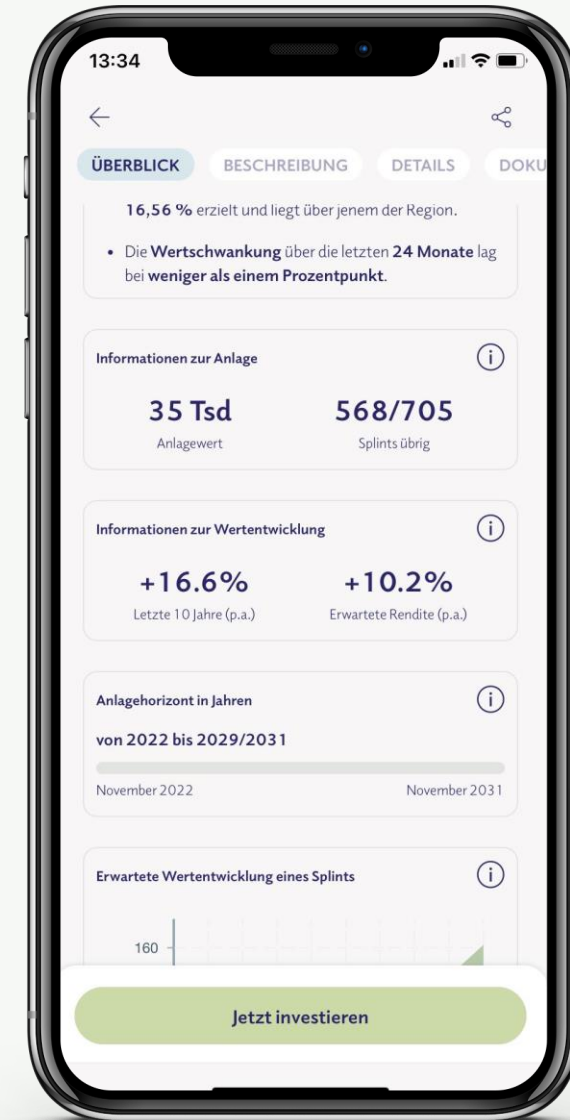 13:34
ÜBERBLICK BESCHREIBUNG DETAILS DOKU
16,56 % erzielt und liegt über jenem der Region.
• Die Wertschwankung über die letzten 24 Monate lag
bei weniger als einem Prozentpunkt.
Informationen zur Anlage
35 Tsd 568/705
Anlagewert Splints übrig
Informationen zur Wertentwicklung
+16.6% +10.2%
Letzte 10 Jahre (p.a.) Erwartete Rendite (p.a.)
Anlagehorizont in Jahren
von 2022 bis 2029/2031
November 2022 November 2031
Erwartete Wertentwicklung eines Splints
160
Jetzt investieren